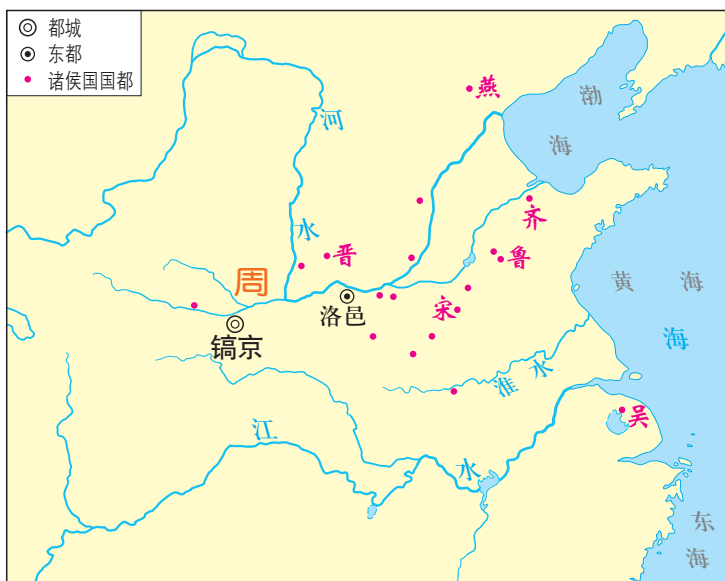 都城
东都
诸侯国国都
燕
渤海
河水
齐
晋
鲁
周
黄海
宋
洛邑
镐京
海
淮水
吴
江水
东海